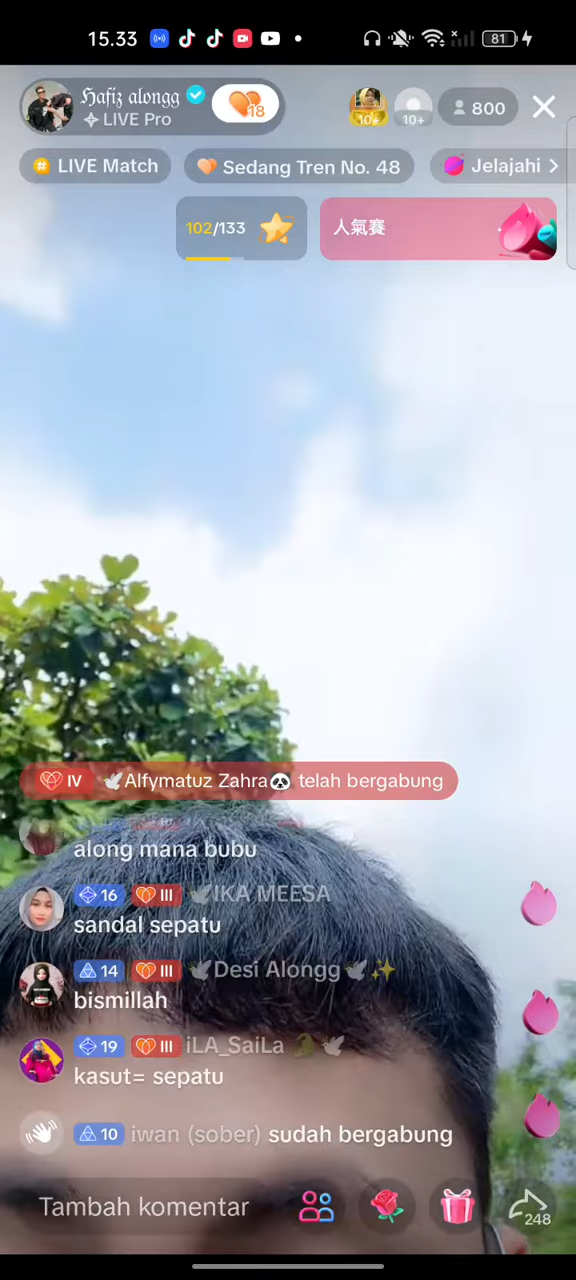 15.33
81
Hafiz alongg
LIVE Pro
18
10+
10+
800
LIVE Match
Sedang Tren No. 48
Jelajahi
102/133
人氣賽
IV 🕊Alfymatuz Zahra🐼 telah bergabung
along mana bubu
16 III 🕊IKA MEESA
sandal sepatu
14 III 🕊Desi Alongg🕊✨
bismillah
19 III iLA_SaiLa 🐊🕊
kasut= sepatu
10 iwan (sober) sudah bergabung
Tambah komentar
248